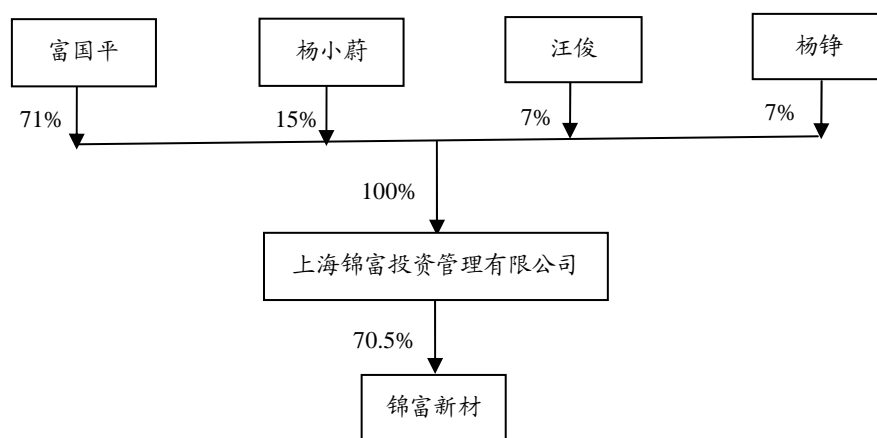 富国平
杨小蔚
汪俊
杨铮
71%
15%
7%
7%
100%
上海锦富投资管理有限公司
70.5%
锦富新材